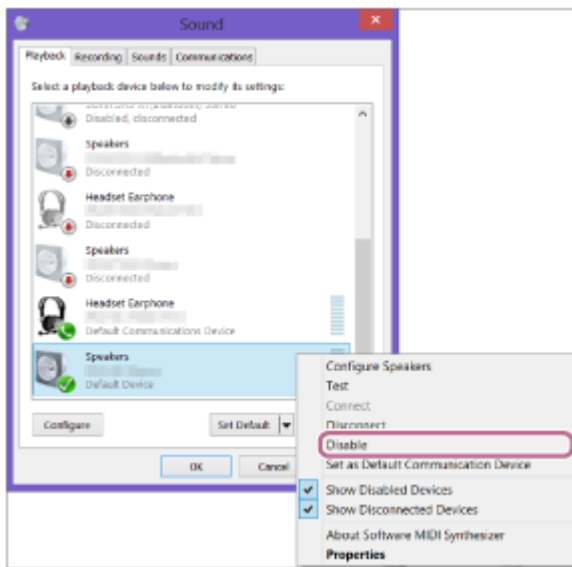 Sound
Playback Recording Sounds Communications
Select a playback device below to modify its settings:
Disabled, disconnected
Speakers
Disconnected
Headset Earphone
Disconnected
Speakers
Disconnected
Headset Earphone
Default Communications Device
Speakers
Default Device
Configure Set Default
OK Cancel
Configure Speakers
Test
Connect
Disconnect
Disable
Set as Default Communication Device
Show Disabled Devices
Show Disconnected Devices
About Software MIDI Synthesizer
Properties